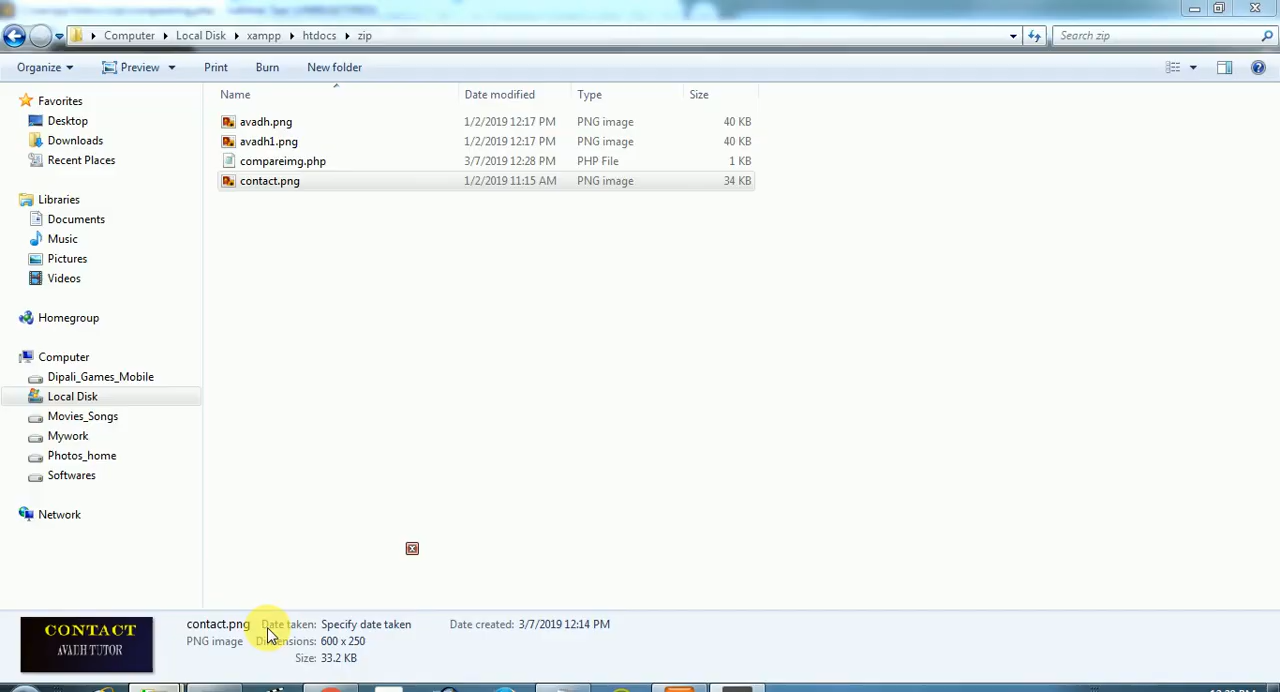 Computer Local Disk xampp htdocs zip
Search zip
Organize Preview Print Burn New folder
Name Date modified Type Size
Favorites
Desktop
Downloads
Recent Places
Libraries
Documents
Music
Pictures
Videos
Homegroup
Computer
Dipali_Games_Mobile
Local Disk
Movies_Songs
Mywork
Photos_home
Softwares
Network
avadh.png 1/2/2019 12:17 PM PNG image 40 KB
avadh1.png 1/2/2019 12:17 PM PNG image 40 KB
compareimg.php 3/7/2019 12:28 PM PHP File 1 KB
contact.png 1/2/2019 11:15 AM PNG image 34 KB
CONTACT
AVADH TUTOR
contact.png Date taken: Specify date taken Date created: 3/7/2019 12:14 PM
PNG image Dimensions: 600 x 250
Size: 33.2 KB